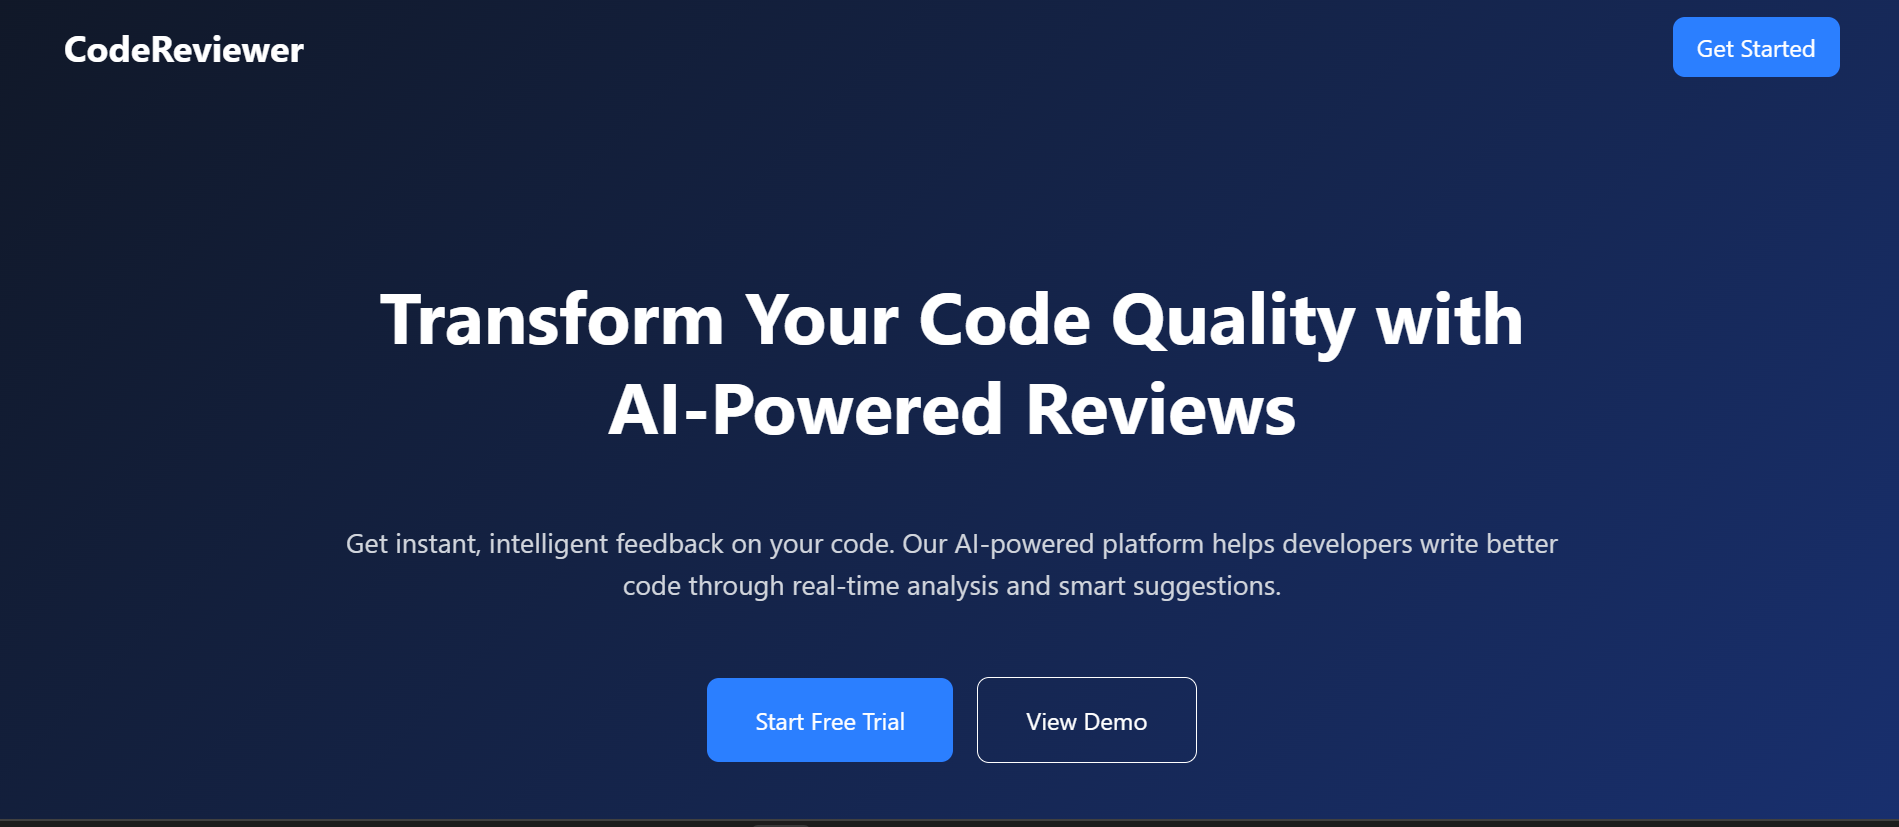 CodeReviewer
Get Started
Transform Your Code Quality with
AI-Powered Reviews
Get instant, intelligent feedback on your code. Our AI-powered platform helps developers write better
code through real-time analysis and smart suggestions.
Start Free Trial
View Demo